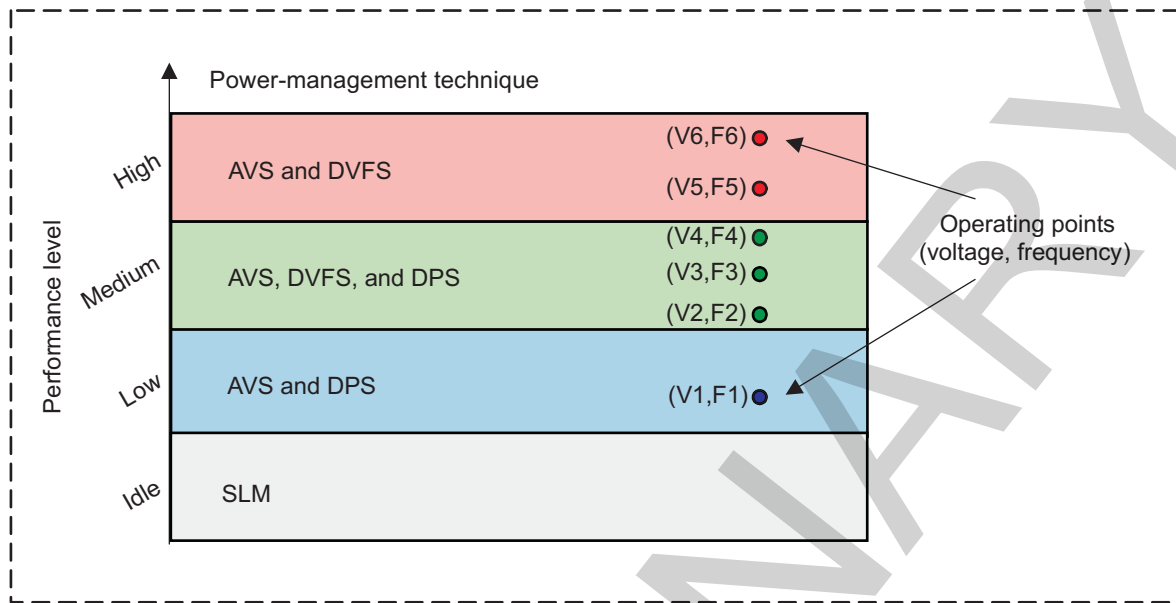 Power-management technique
High
AVS and DVFS
(V6,F6)
(V5,F5)
Medium
AVS, DVFS, and DPS
(V4,F4)
(V3,F3)
(V2,F2)
Low
AVS and DPS
(V1,F1)
Idle
SLM
Performance level
Operating points
(voltage, frequency)
NARY